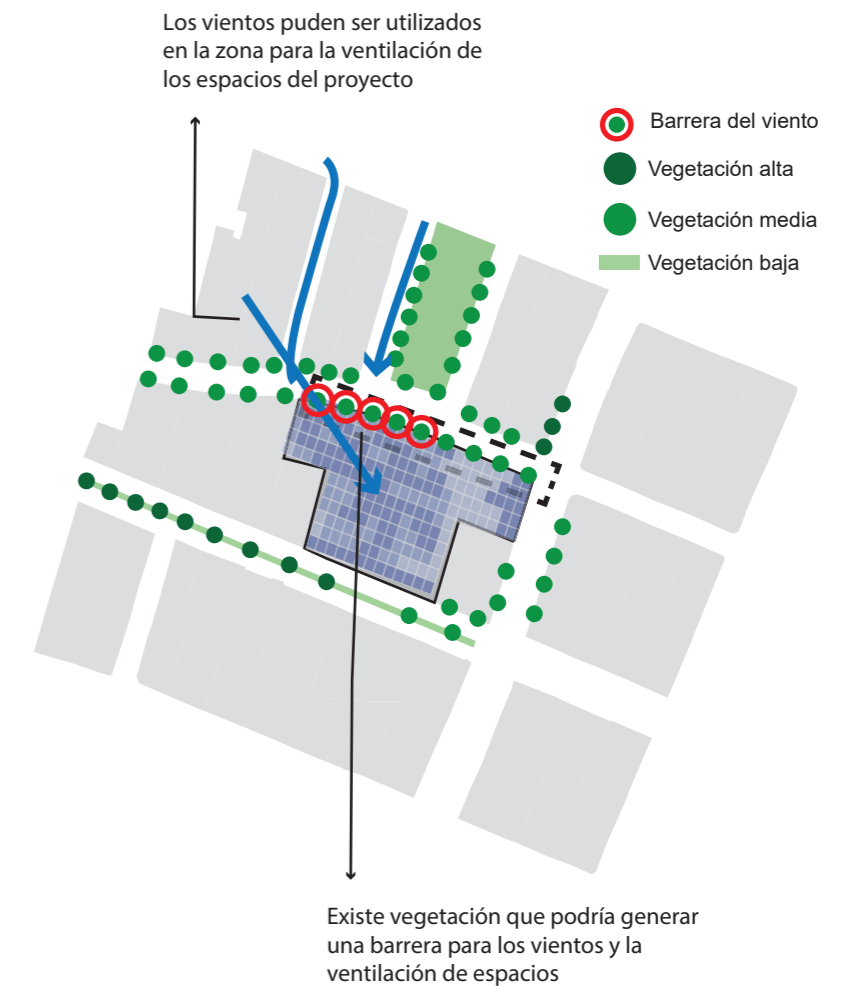 Los vientos puden ser utilizados
en la zona para la ventilación de
los espacios del proyecto
Barrera del viento
Vegetación alta
Vegetación media
Vegetación baja
Existe vegetación que podría generar
una barrera para los vientos y la
ventilación de espacios